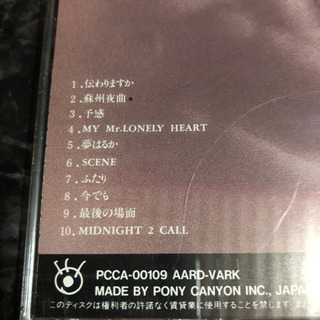 1 . 伝わりますか
2 . 蘇州夜曲
3 . 予感
4 . MY Mr.LONELY HEART
5 . 夢はるか
6 . SCENE
7 . ふたり
8 . 今でも
9 . 最後の場面
10 . MIDNIGHT 2 CALL
PCCA-00109 AARD-VARK
MADE BY PONY CANYON INC., JAPA
このディスクは権利者の許諾なく賃貸業に使用することを禁じます。ま